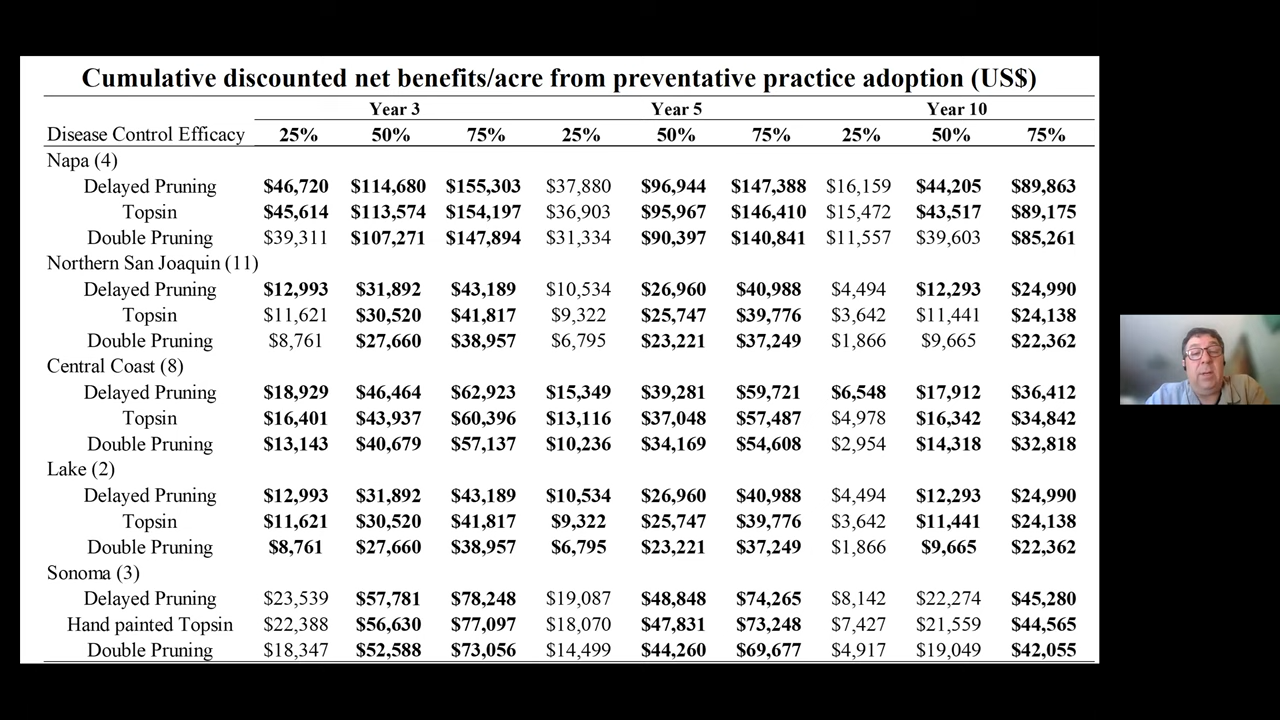 Cumulative discounted net benefits/acre from preventative practice adoption (US$)
Year 3 Year 5 Year 10
Disease Control Efficacy 25% 50% 75% 25% 50% 75% 25% 50% 75%
Napa (4)
Delayed Pruning $46,720 $114,680 $155,303 $37,880 $96,944 $147,388 $16,159 $44,205 $89,863
Topsin $45,614 $113,574 $154,197 $36,903 $95,967 $146,410 $15,472 $43,517 $89,175
Double Pruning $39,311 $107,271 $147,894 $31,334 $90,397 $140,841 $11,557 $39,603 $85,261
Northern San Joaquin (11)
Delayed Pruning $12,993 $31,892 $43,189 $10,534 $26,960 $40,988 $4,494 $12,293 $24,990
Topsin $11,621 $30,520 $41,817 $9,322 $25,747 $39,776 $3,642 $11,441 $24,138
Double Pruning $8,761 $27,660 $38,957 $6,795 $23,221 $37,249 $1,866 $9,665 $22,362
Central Coast (8)
Delayed Pruning $18,929 $46,464 $62,923 $15,349 $39,281 $59,721 $6,548 $17,912 $36,412
Topsin $16,401 $43,937 $60,396 $13,116 $37,048 $57,487 $4,978 $16,342 $34,842
Double Pruning $13,143 $40,679 $57,137 $10,236 $34,169 $54,608 $2,954 $14,318 $32,818
Lake (2)
Delayed Pruning $12,993 $31,892 $43,189 $10,534 $26,960 $40,988 $4,494 $12,293 $24,990
Topsin $11,621 $30,520 $41,817 $9,322 $25,747 $39,776 $3,642 $11,441 $24,138
Double Pruning $8,761 $27,660 $38,957 $6,795 $23,221 $37,249 $1,866 $9,665 $22,362
Sonoma (3)
Delayed Pruning $23,539 $57,781 $78,248 $19,087 $48,848 $74,265 $8,142 $22,274 $45,280
Hand painted Topsin $22,388 $56,630 $77,097 $18,070 $47,831 $73,248 $7,427 $21,559 $44,565
Double Pruning $18,347 $52,588 $73,056 $14,499 $44,260 $69,677 $4,917 $19,049 $42,055